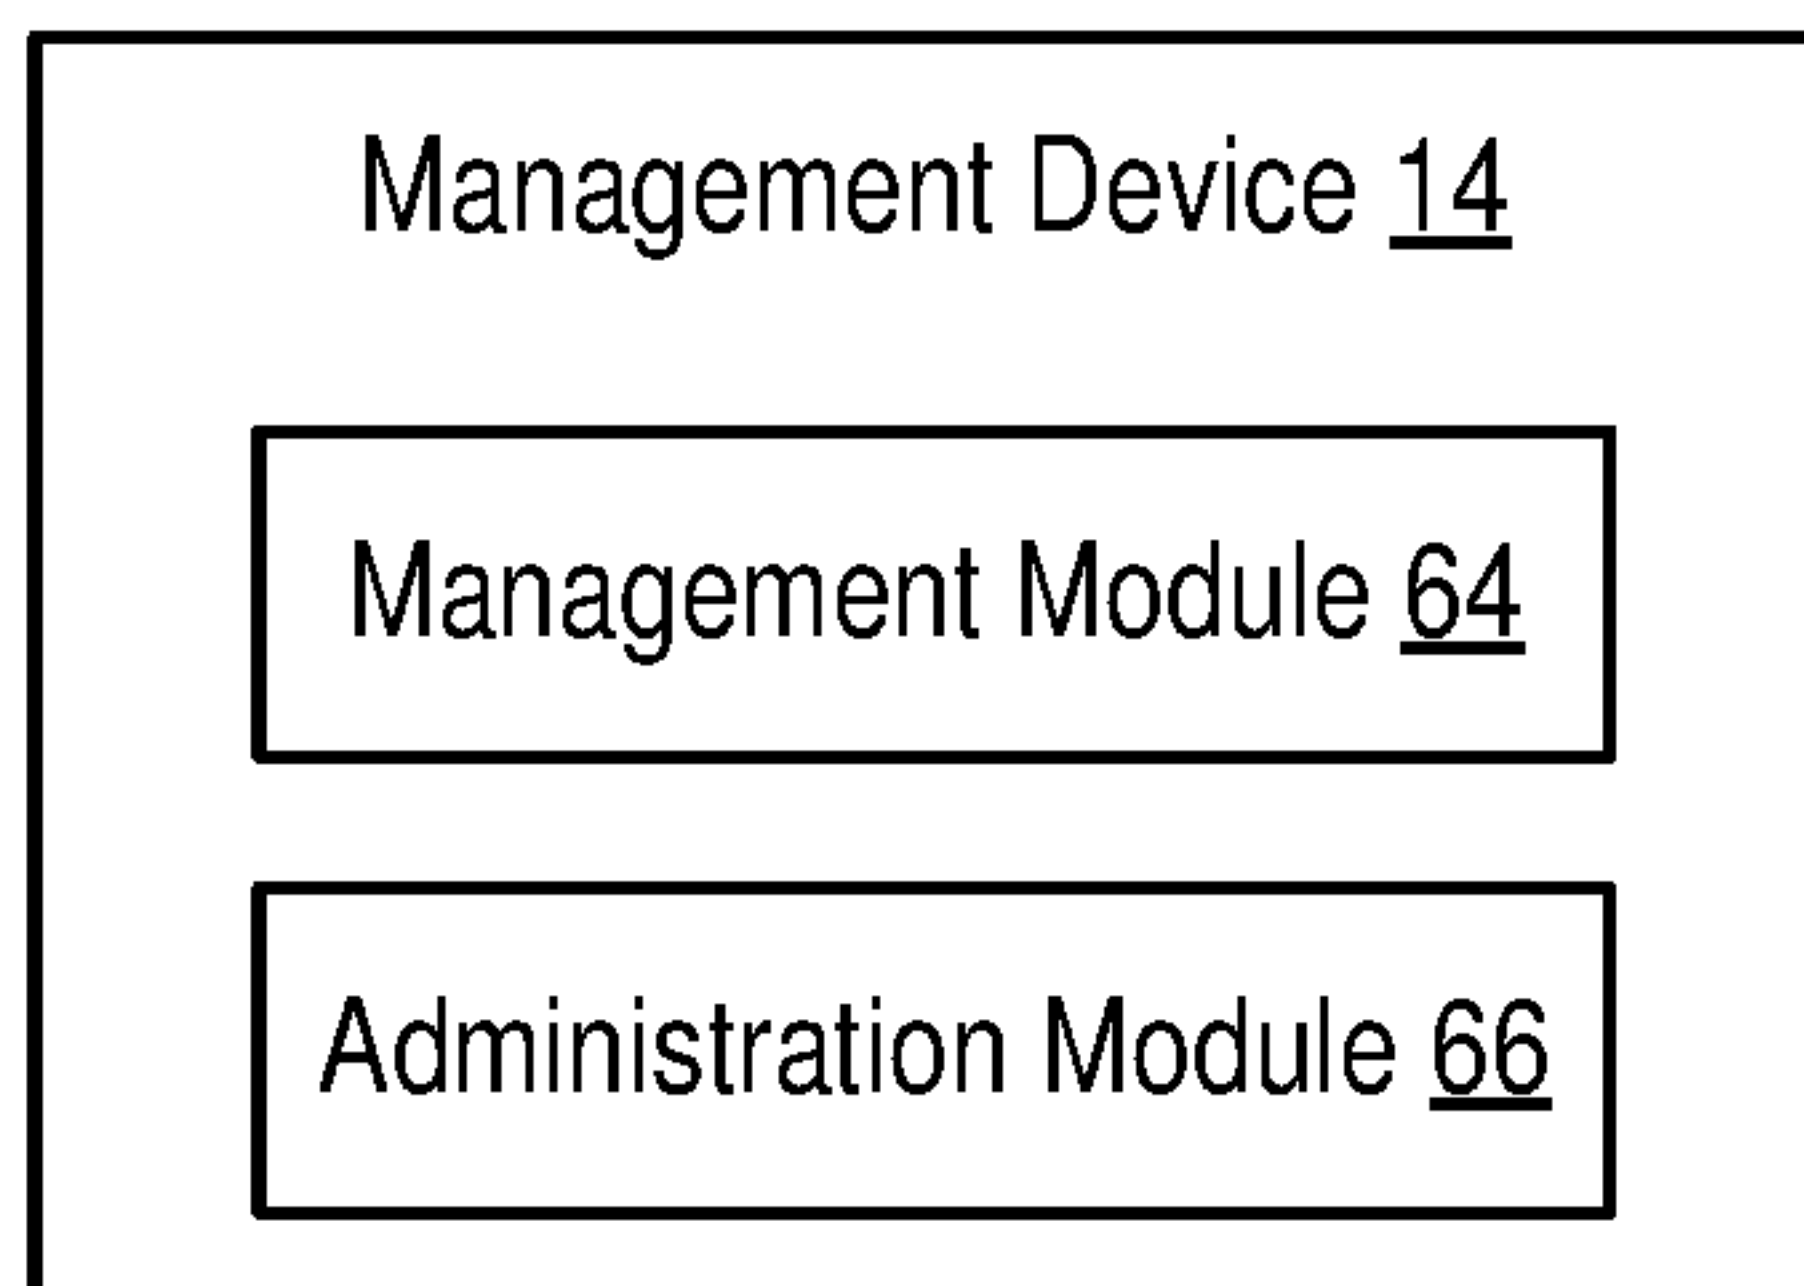 Management Device 14
Management Module 64
Administration Module 66